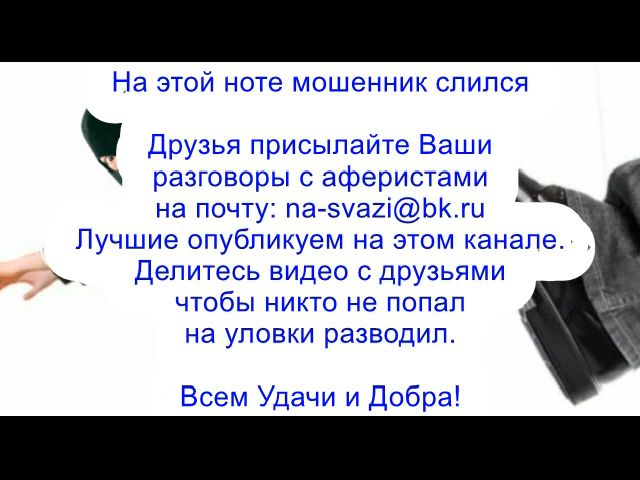 На этой ноте мошенник слился
Друзья присылайте Ваши
разговоры с аферистами
на почту: na-svazi@bk.ru
Лучшие опубликуем на этом канале.
Делитесь видео с друзьями
чтобы никто не попал
на уловки разводил.
Всем Удачи и Добра!